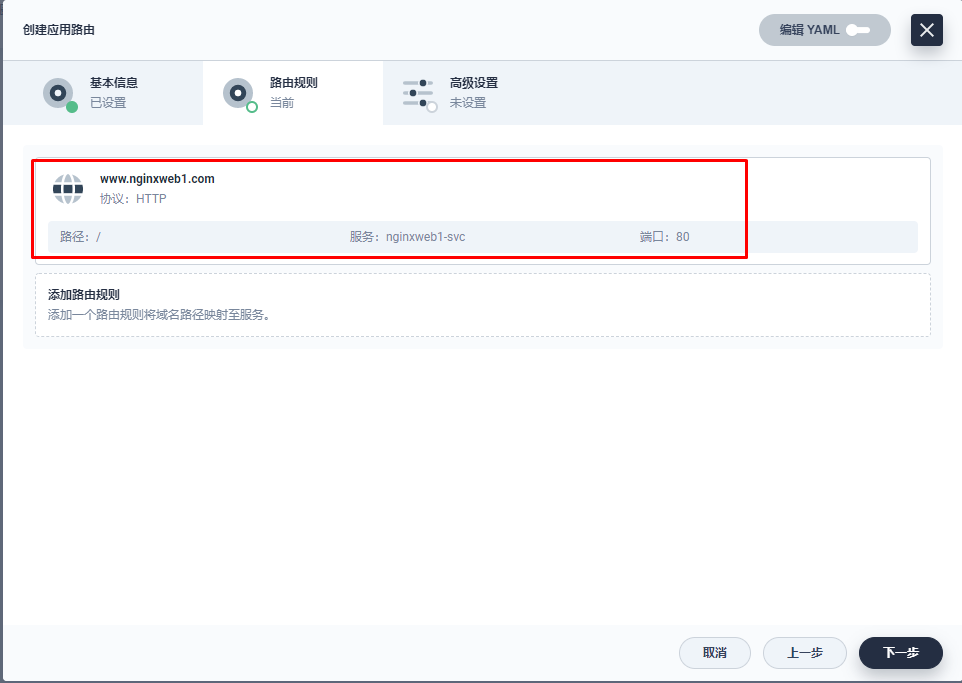 创建应用路由
编辑 YAML
基本信息
已设置
路由规则
当前
高级设置
未设置
www.nginxweb1.com
协议：HTTP
路径：/ 服务：nginxweb1-svc 端口：80
添加路由规则
添加一个路由规则将域名路径映射至服务。
取消 上一步 下一步